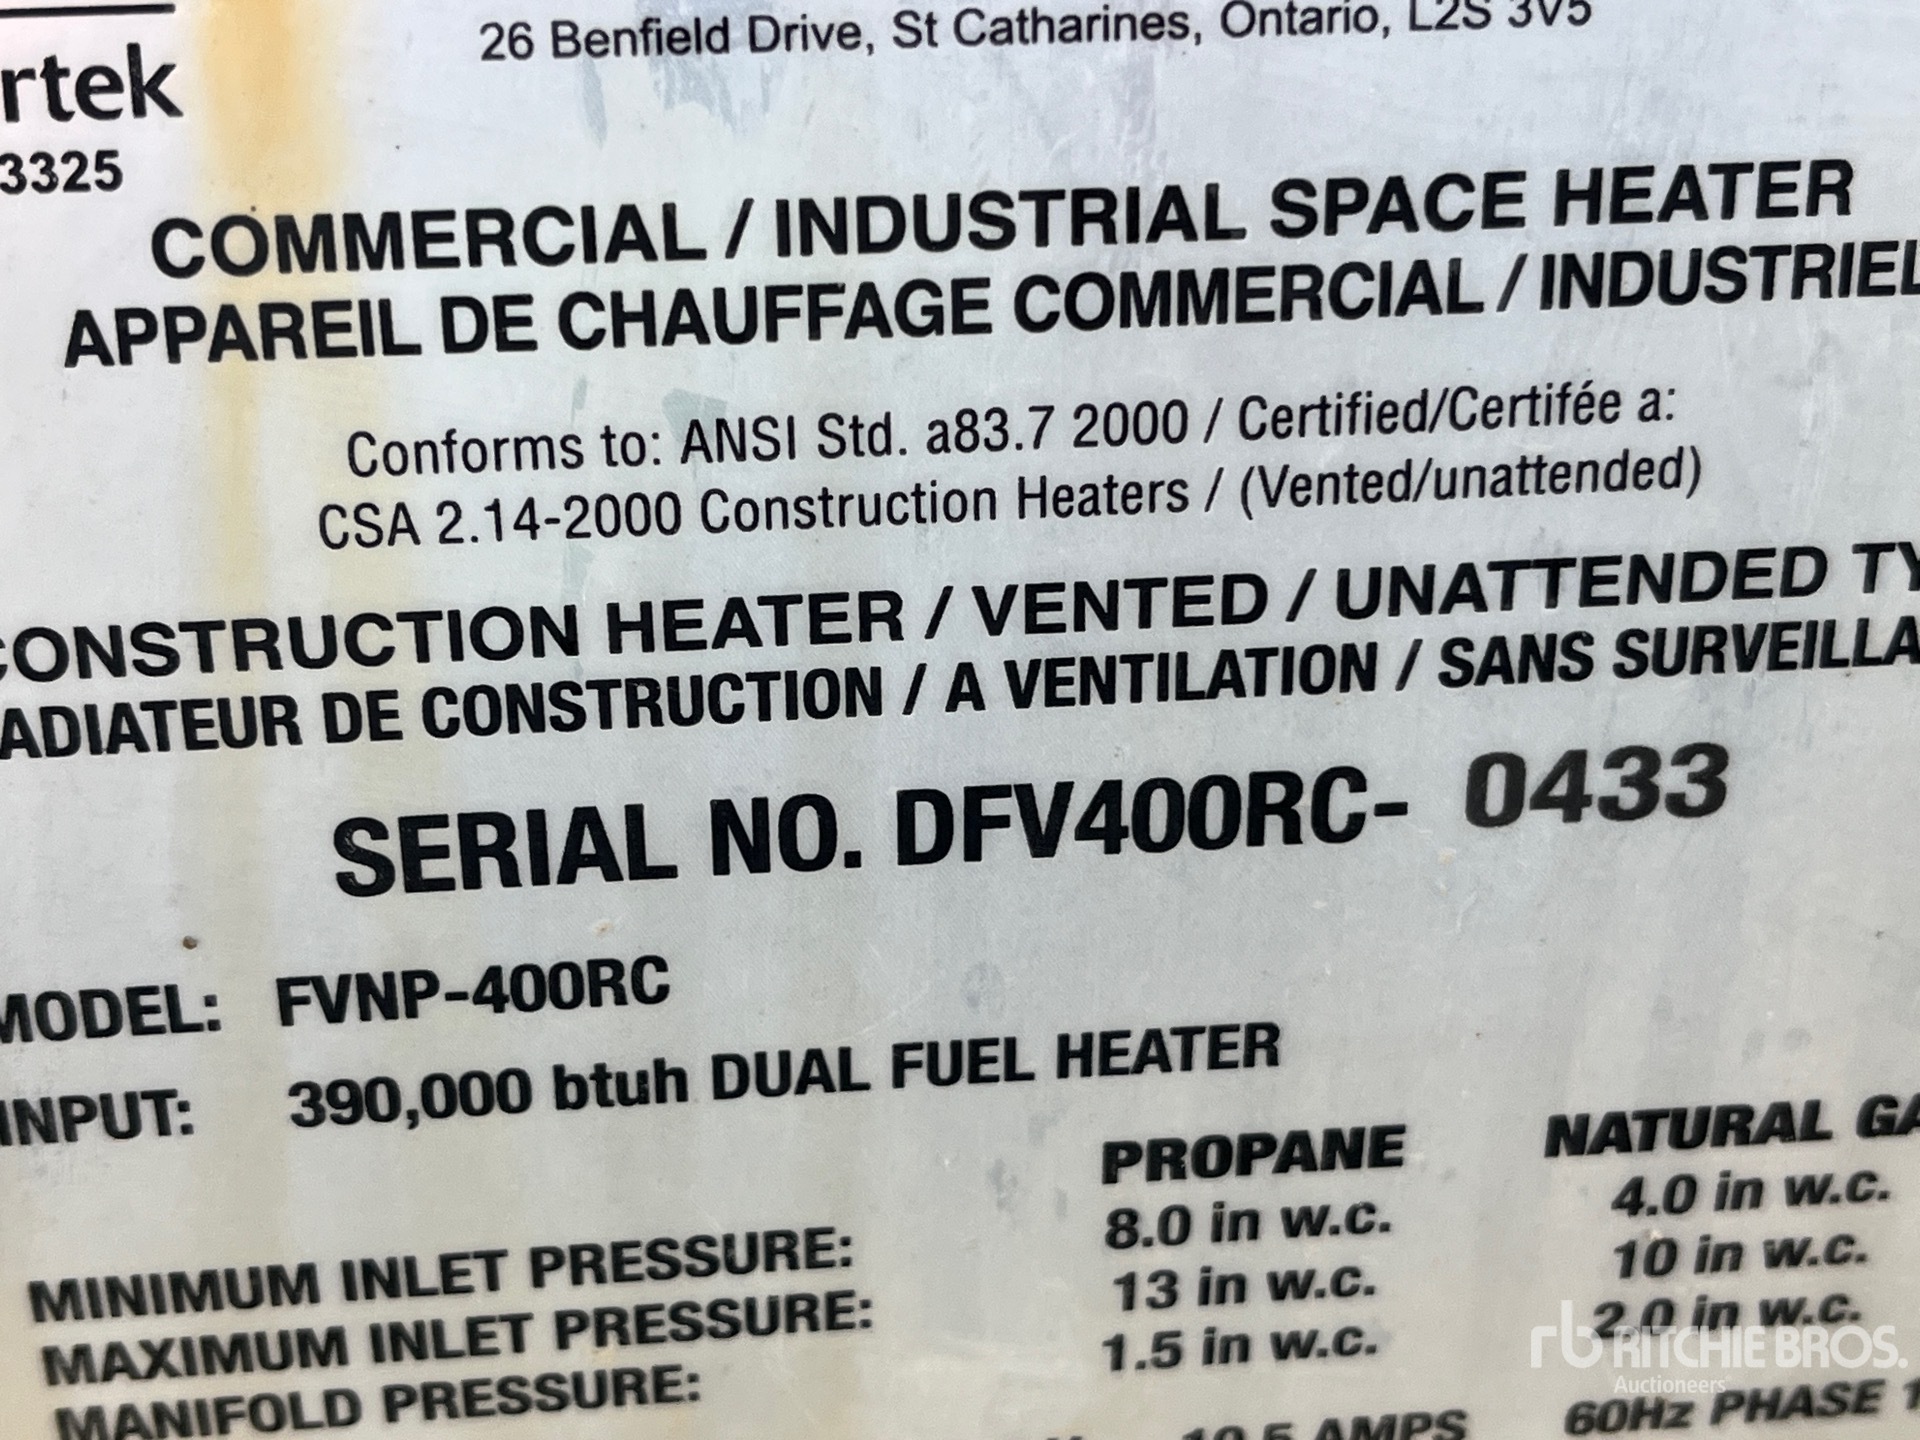 26 Benfield Drive, St Catharines, Ontario, L2S 3V5
rtek
3325
COMMERCIAL / INDUSTRIAL SPACE HEATER
APPAREIL DE CHAUFFAGE COMMERCIAL / INDUSTRIEL
Conforms to: ANSI Std. a83.7 2000 / Certified/Certifée a:
CSA 2.14-2000 Construction Heaters / (Vented/unattended)
CONSTRUCTION HEATER / VENTED / UNATTENDED TY
ADIATEUR DE CONSTRUCTION / A VENTILATION / SANS SURVEILLA
SERIAL NO. DFV400RC- 0433
MODEL: FVNP-400RC
INPUT: 390,000 btuh DUAL FUEL HEATER
PROPANE NATURAL GA
MINIMUM INLET PRESSURE: 8.0 in w.c. 4.0 in w.c.
MAXIMUM INLET PRESSURE: 13 in w.c. 10 in w.c.
MANIFOLD PRESSURE: 1.5 in w.c. 2.0 in w.c.
10.5 AMPS 60Hz PHASE 1
rb RITCHIE BROS.
Auctioneers